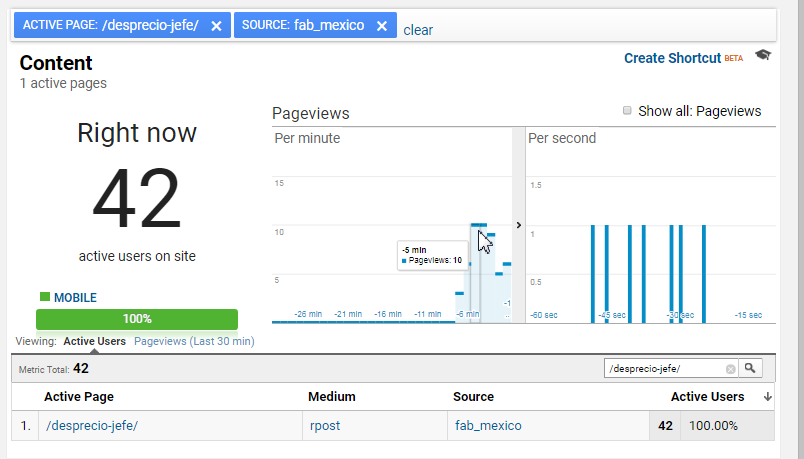 ACTIVE PAGE: /desprecio-jefe/ ✕ SOURCE: fab_mexico ✕ clear
Content
1 active pages
Create Shortcut BETA
Right now
42
active users on site
MOBILE
100%
Pageviews
Show all: Pageviews
Per minute
15
10
5
-5 min
Pageviews: 10
-26 min -21 min -16 min -11 min -6 min -1
...
Per second
1.5
1
0.5
-60 sec -45 sec -30 sec -15 sec
Viewing: Active Users Pageviews (Last 30 min)
Metric Total: 42
/desprecio-jefe/
Active Page Medium Source Active Users
1. /desprecio-jefe/ rpost fab_mexico 42 100.00%